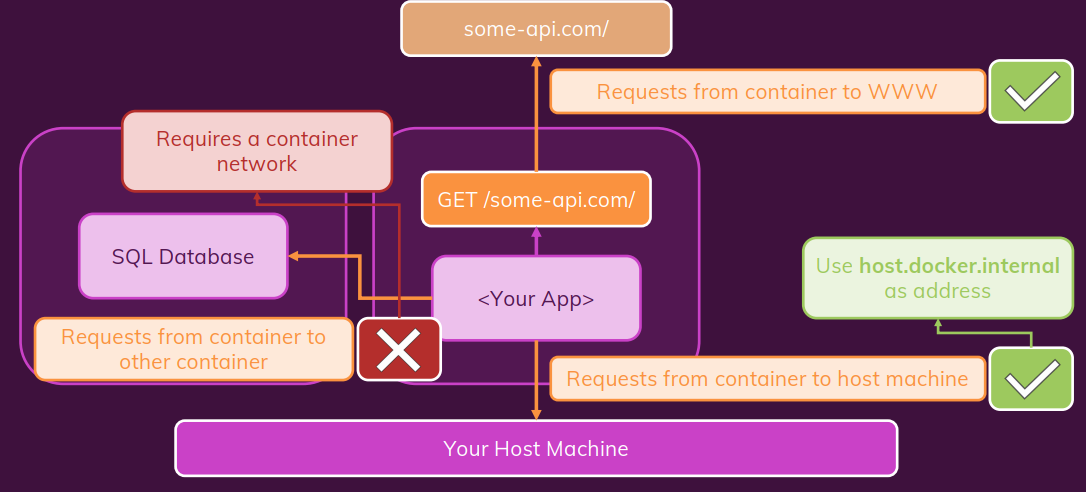 some-api.com/
Requests from container to WWW
Requires a container
network
GET /some-api.com/
SQL Database
<Your App>
Use host.docker.internal
as address
Requests from container to
other container
Requests from container to host machine
Your Host Machine